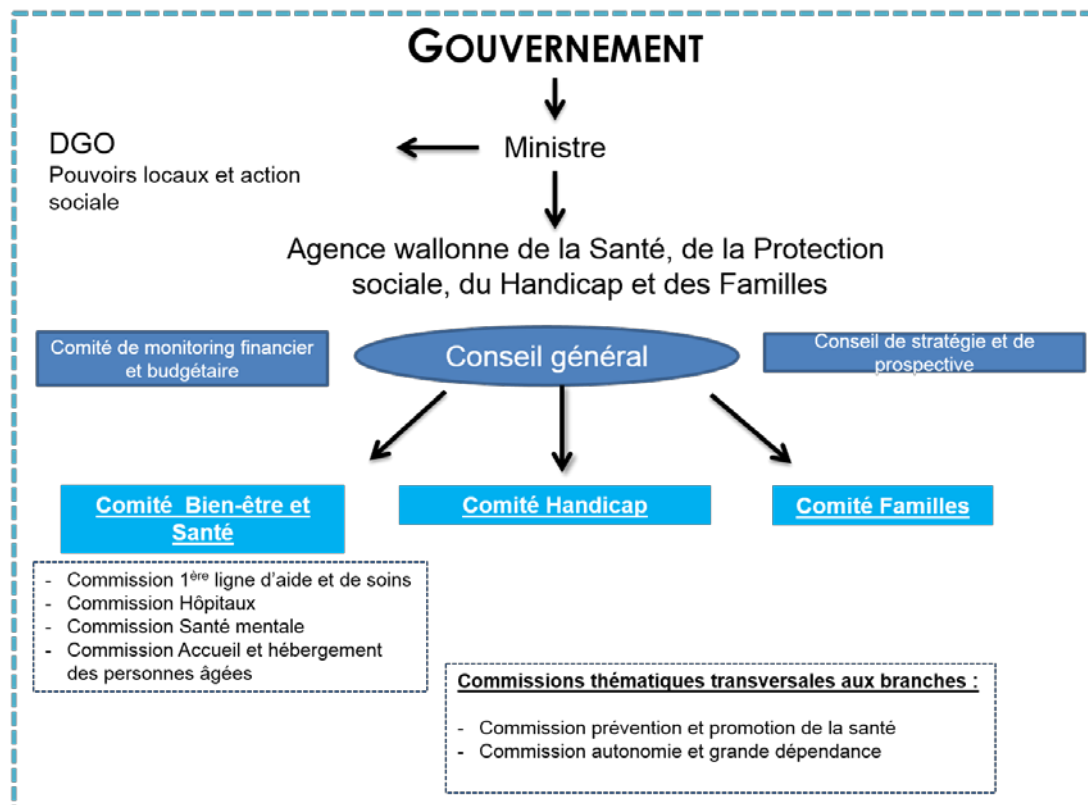 GOUVERNEMENT
DGO
Pouvoirs locaux et action
sociale
Ministre
Agence wallonne de la Santé, de la Protection
sociale, du Handicap et des Familles
Comité de monitoring financier
et budgétaire
Conseil général
Conseil de stratégie et de
prospective
Comité Bien-être et
Santé
Comité Handicap
Comité Familles
- Commission 1ère ligne d'aide et de soins
- Commission Hôpitaux
- Commission Santé mentale
- Commission Accueil et hébergement
des personnes âgées
Commissions thématiques transversales aux branches :
- Commission prévention et promotion de la santé
- Commission autonomie et grande dépendance